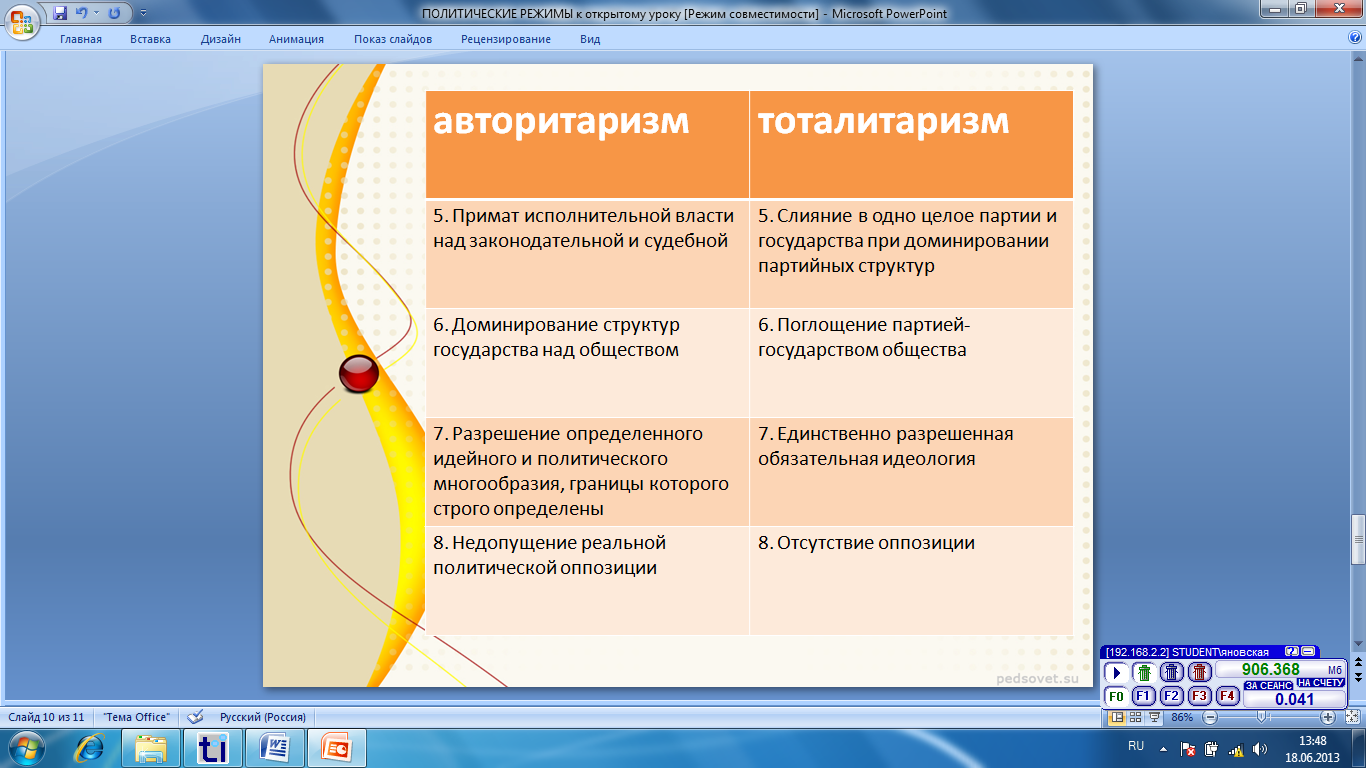 ПОЛИТИЧЕСКИЕ РЕЖИМЫ к открытому уроку [Режим совместимости] - Microsoft PowerPoint
Главная Вставка Дизайн Анимация Показ слайдов Рецензирование Вид
авторитаризм
тоталитаризм
5. Примат исполнительной власти
над законодательной и судебной
5. Слияние в одно целое партии и
государства при доминировании
партийных структур
6. Доминирование структур
государства над обществом
6. Поглощение партией-
государством общества
7. Разрешение определенного
идейного и политического
многообразия, границы которого
строго определены
7. Единственно разрешенная
обязательная идеология
8. Недопущение реальной
политической оппозиции
8. Отсутствие оппозиции
pedsovet.su
[192.168.2.2] STUDENT\яновская
906.368 Мб
ЗА СЕАНС НА СЧЕТУ
F0 F1 F2 F3 F4 0.041
Слайд 10 из 11 "Тема Office" Русский (Россия) 86%
ti RU 13:48
18.06.2013